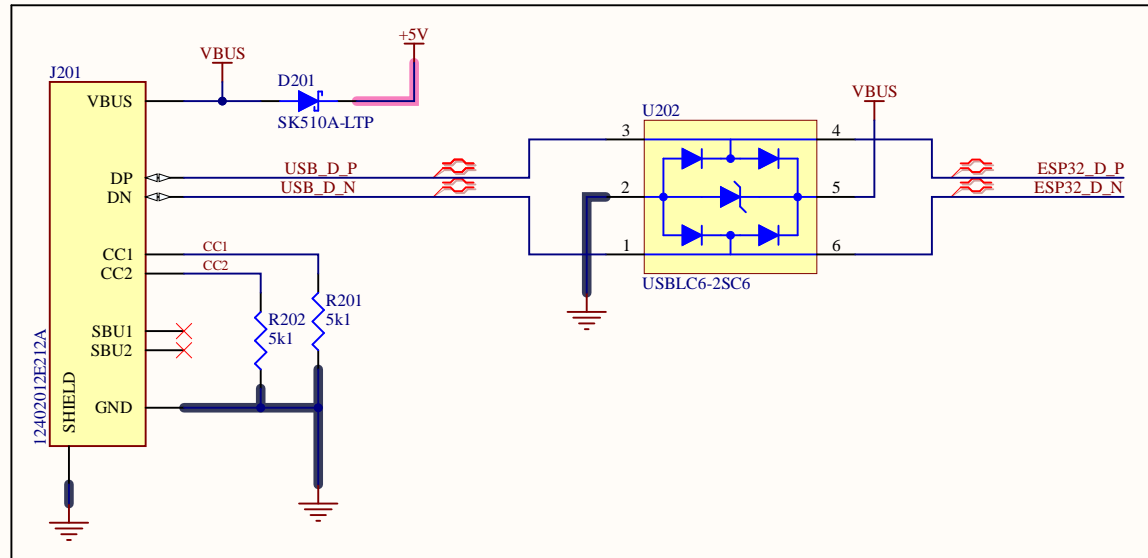 +5V
VBUS
J201
D201
VBUS
SK510A-LTP
VBUS
U202
3
4
DP
USB_D_P
ESP32_D_P
DN
USB_D_N
2
5
ESP32_D_N
CC1
CC1
1
6
CC2
CC2
USBLC6-2SC6
R201
5k1
R202
5k1
SBU1
SBU2
GND
SHIELD
12402012E212A